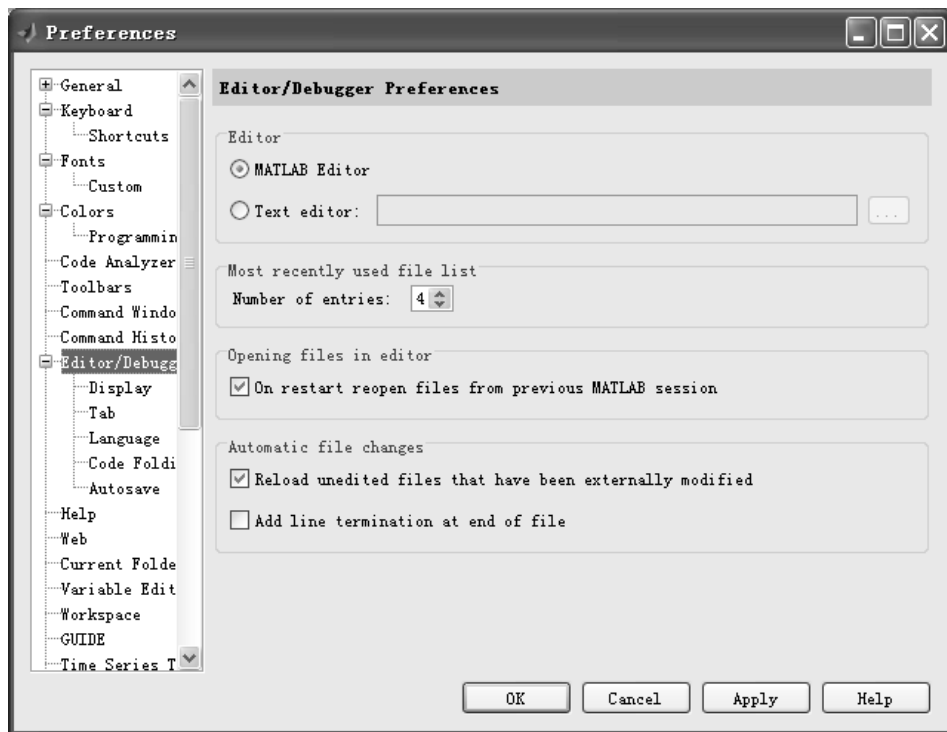 Preferences
General
Keyboard
Shortcuts
Fonts
Custom
Colors
Programmin
Code Analyzer
Toolbars
Command Windo
Command Histo
Editor/Debugg
Display
Tab
Language
Code Foldi
Autosave
Help
Web
Current Folde
Variable Edit
Workspace
GUIDE
Time Series T
Editor/Debugger Preferences
Editor
MATLAB Editor
Text editor:
...
Most recently used file list
Number of entries: 4
Opening files in editor
On restart reopen files from previous MATLAB session
Automatic file changes
Reload unedited files that have been externally modified
Add line termination at end of file
OK Cancel Apply Help